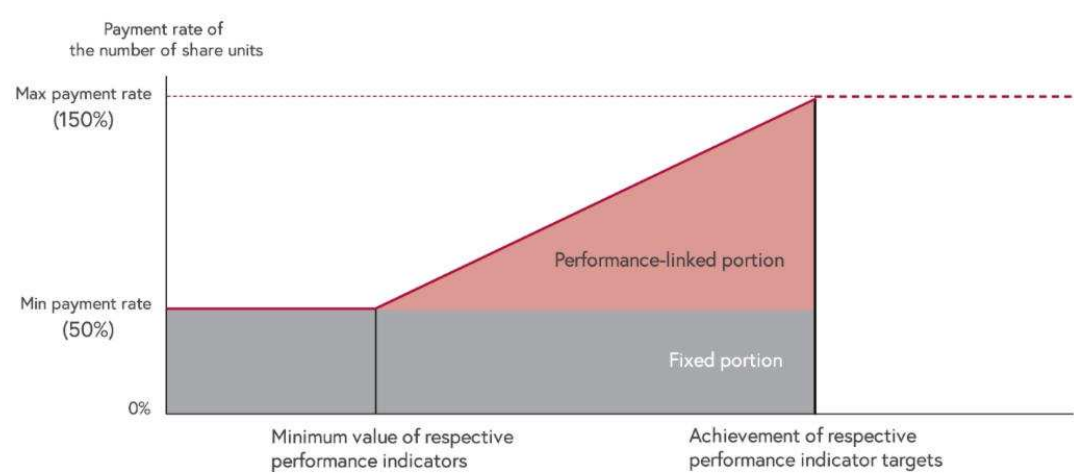 Payment rate of
the number of share units
Max payment rate
(150%)
Performance-linked portion
Min payment rate
(50%)
Fixed portion
0%
Minimum value of respective
performance indicators
Achievement of respective
performance indicator targets